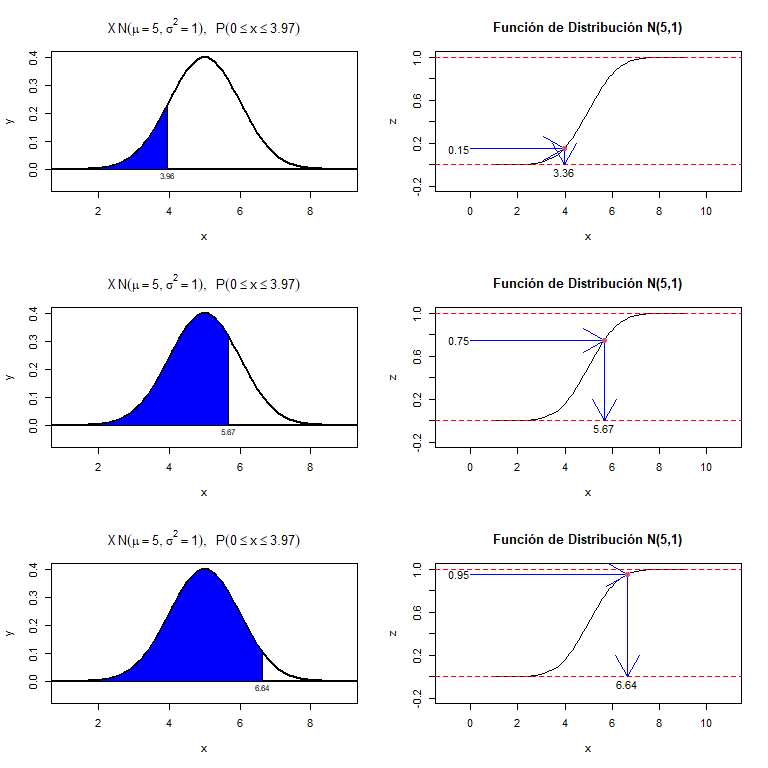 X N(μ = 5, σ² = 1),  P(0 ≤ x ≤ 3.97)
y
0.0 0.1 0.2 0.3 0.4
3.96
2 4 6 8
x
Función de Distribución N(5,1)
z
-0.2 0.2 0.6 1.0
0.15
3.36
0 2 4 6 8 10
x
X N(μ = 5, σ² = 1),  P(0 ≤ x ≤ 3.97)
y
0.0 0.1 0.2 0.3 0.4
5.67
2 4 6 8
x
Función de Distribución N(5,1)
z
-0.2 0.2 0.6 1.0
0.75
5.67
0 2 4 6 8 10
x
X N(μ = 5, σ² = 1),  P(0 ≤ x ≤ 3.97)
y
0.0 0.1 0.2 0.3 0.4
6.64
2 4 6 8
x
Función de Distribución N(5,1)
z
-0.2 0.2 0.6 1.0
0.95
6.64
0 2 4 6 8 10
x